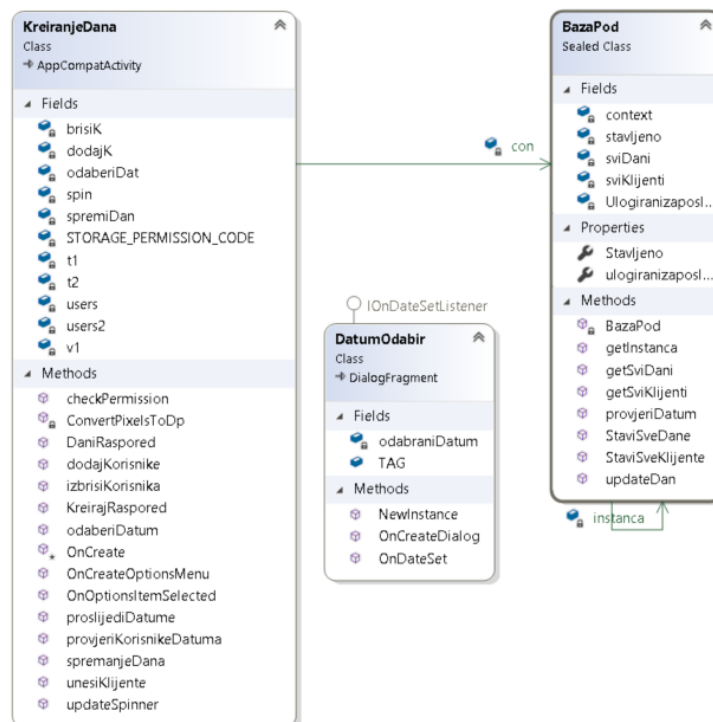 KreiranjeDana
Class
AppCompatActivity
Fields
brisiK
dodajK
odaberiDat
spin
spremiDan
STORAGE_PERMISSION_CODE
t1
t2
users
users2
v1
Methods
checkPermission
ConvertPixelsToDp
DaniRaspored
dodajKorisnike
izbrisiKorisnika
KreirajRaspored
odaberiDatum
OnCreate
OnCreateOptionsMenu
OnOptionsItemSelected
proslijediDatume
provjeriKorisnikeDatuma
spremanjeDana
unesiKlijente
updateSpinner
con
IOnDateSetListener
DatumOdabir
Class
DialogFragment
Fields
odabraniDatum
TAG
Methods
NewInstance
OnCreateDialog
OnDateSet
BazaPod
Sealed Class
Fields
context
stavljeno
sviDani
sviKlijenti
Ulogiranizaposl...
Properties
Stavljeno
ulogiranizaposl...
Methods
BazaPod
getInstanca
getSviDani
getSviKlijenti
provjeriDatum
StaviSveDane
StaviSveKlijente
updateDan
instanca